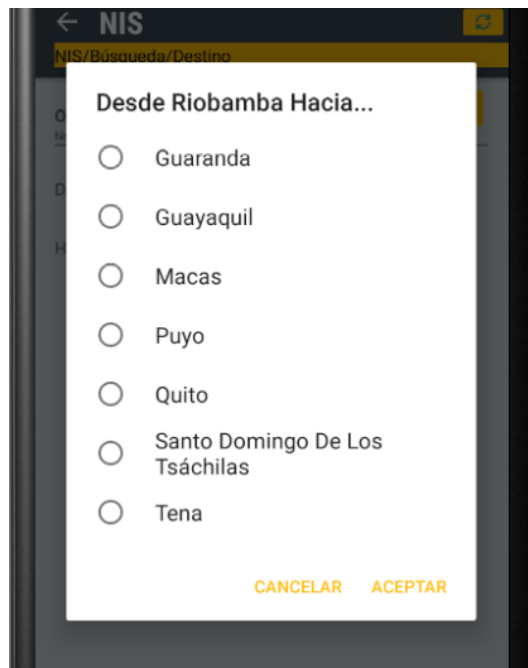 NIS
NIS/Búsqueda/Destino
Desde Riobamba Hacia...
Guaranda
Guayaquil
Macas
Puyo
Quito
Santo Domingo De Los
Tsáchilas
Tena
CANCELAR ACEPTAR